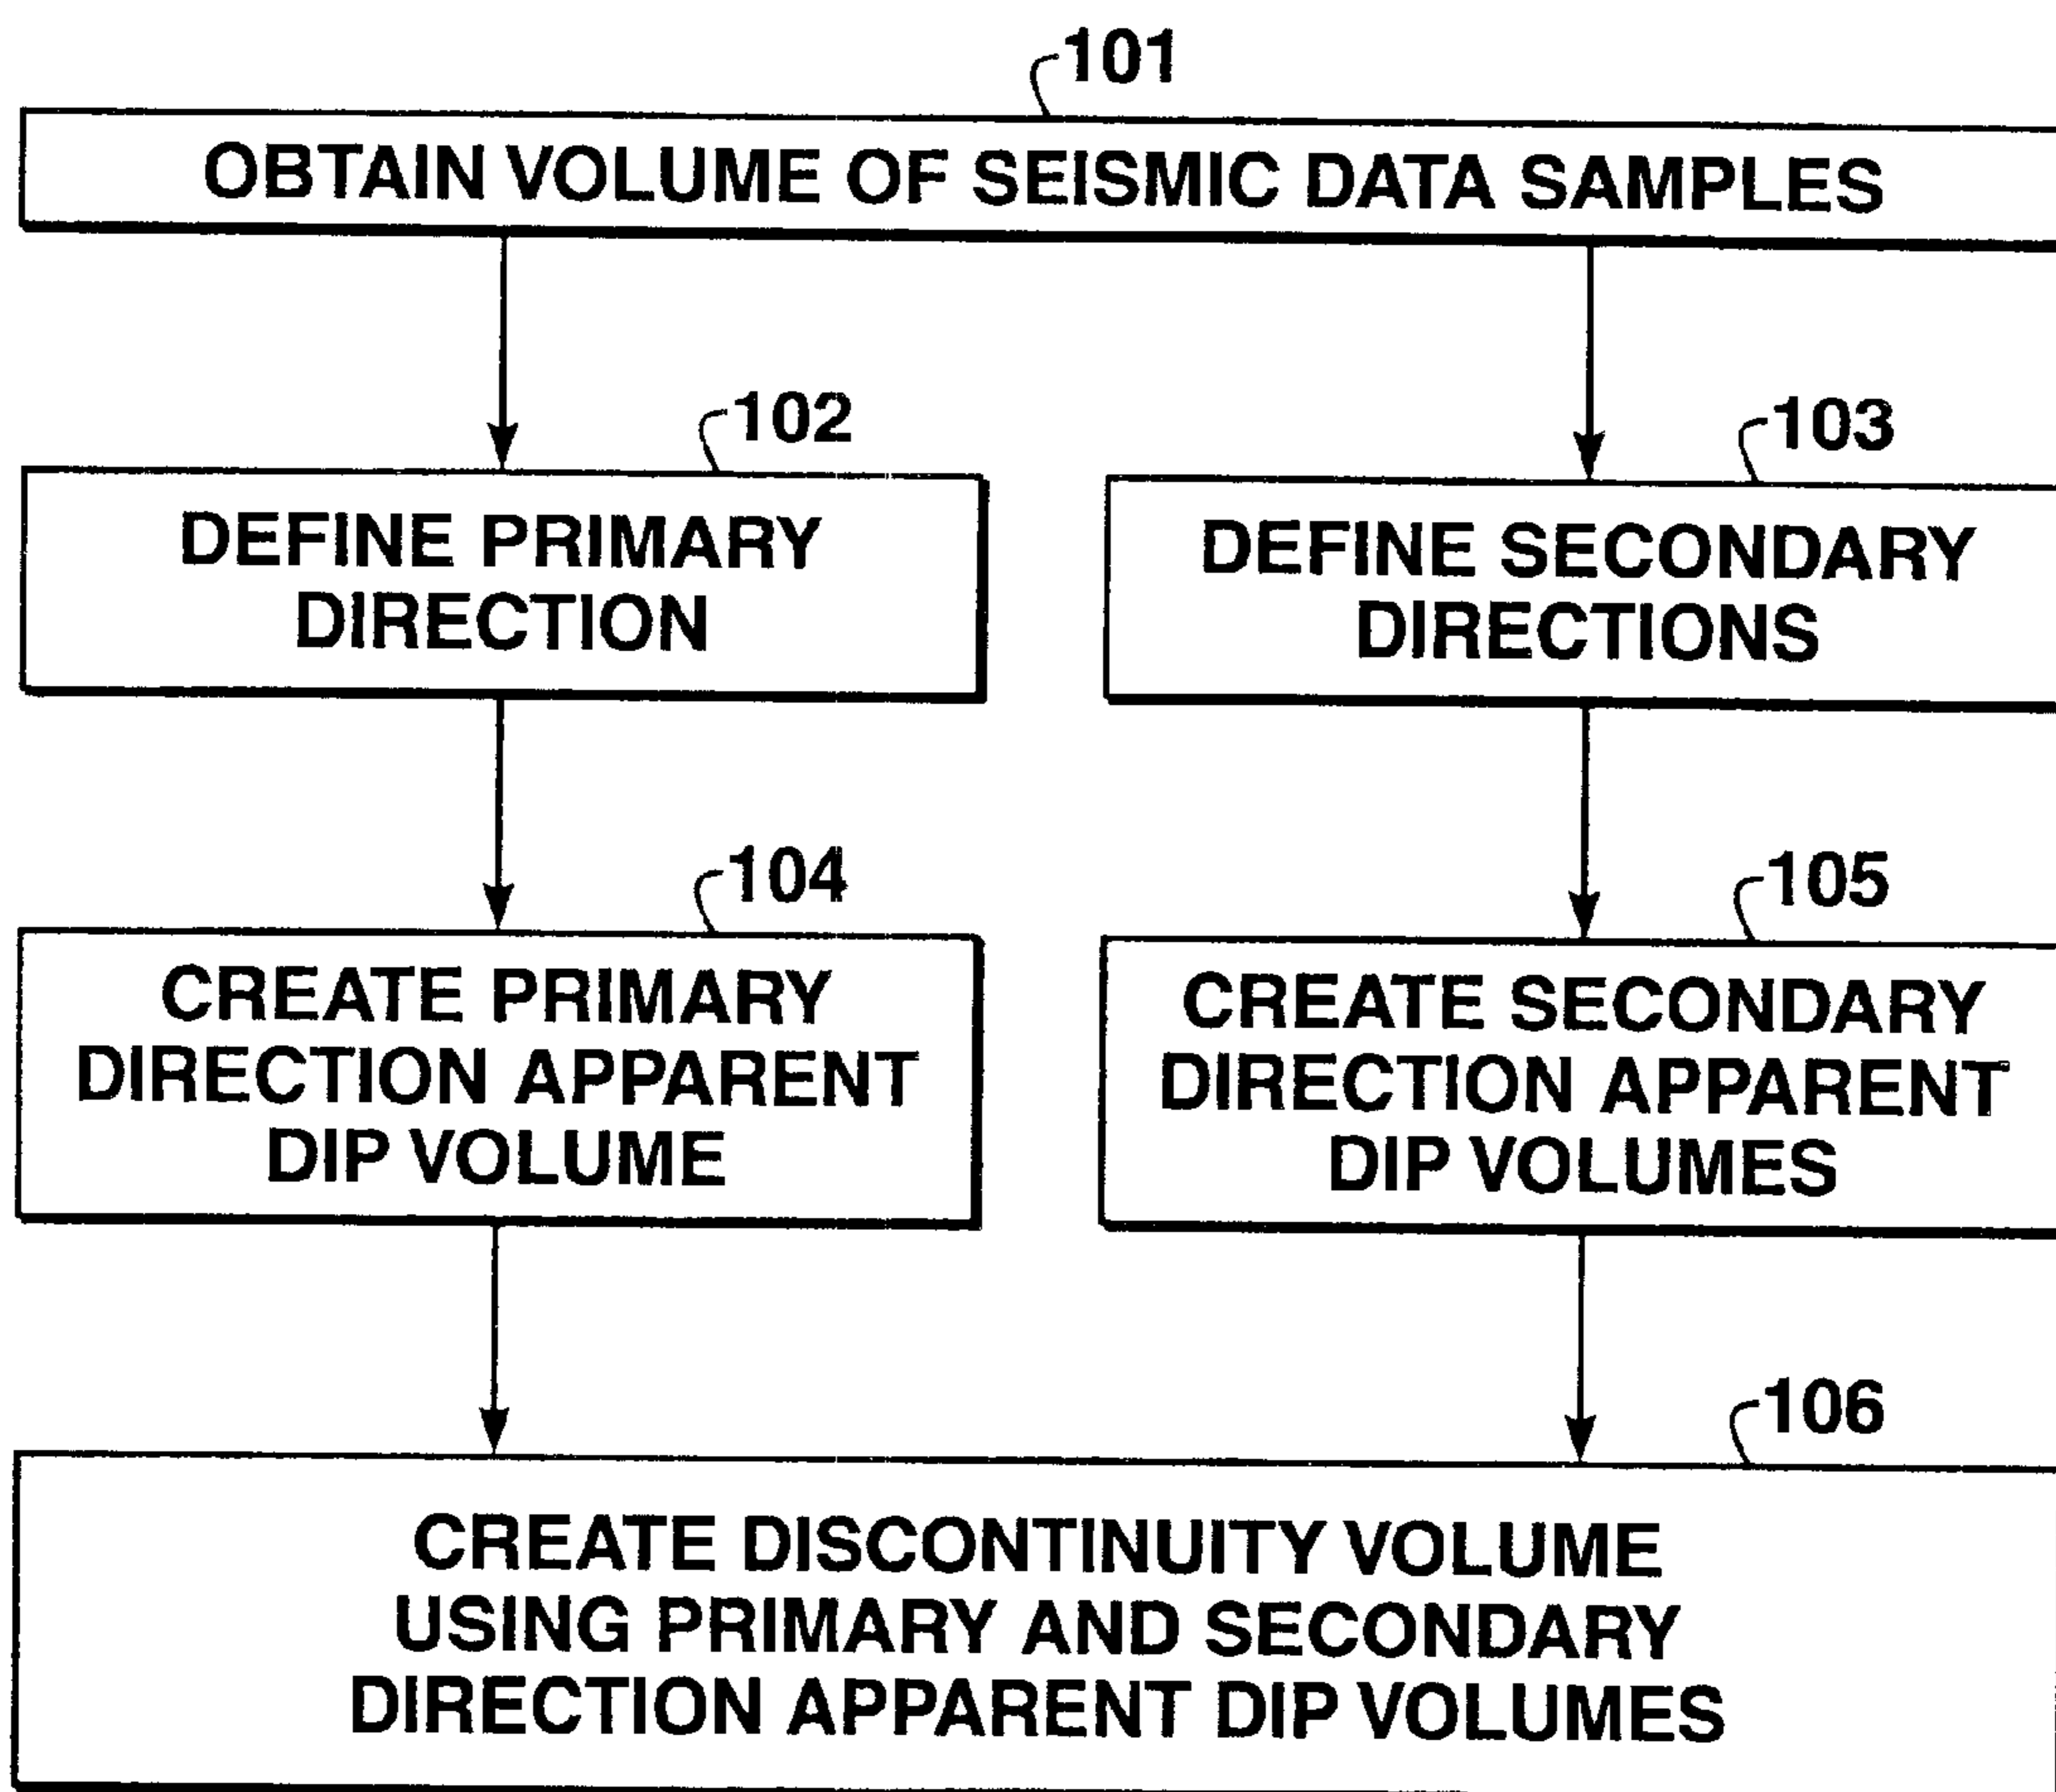 101
OBTAIN VOLUME OF SEISMIC DATA SAMPLES
102
DEFINE PRIMARY
DIRECTION
103
DEFINE SECONDARY
DIRECTIONS
104
CREATE PRIMARY
DIRECTION APPARENT
DIP VOLUME
105
CREATE SECONDARY
DIRECTION APPARENT
DIP VOLUMES
106
CREATE DISCONTINUITY VOLUME
USING PRIMARY AND SECONDARY
DIRECTION APPARENT DIP VOLUMES